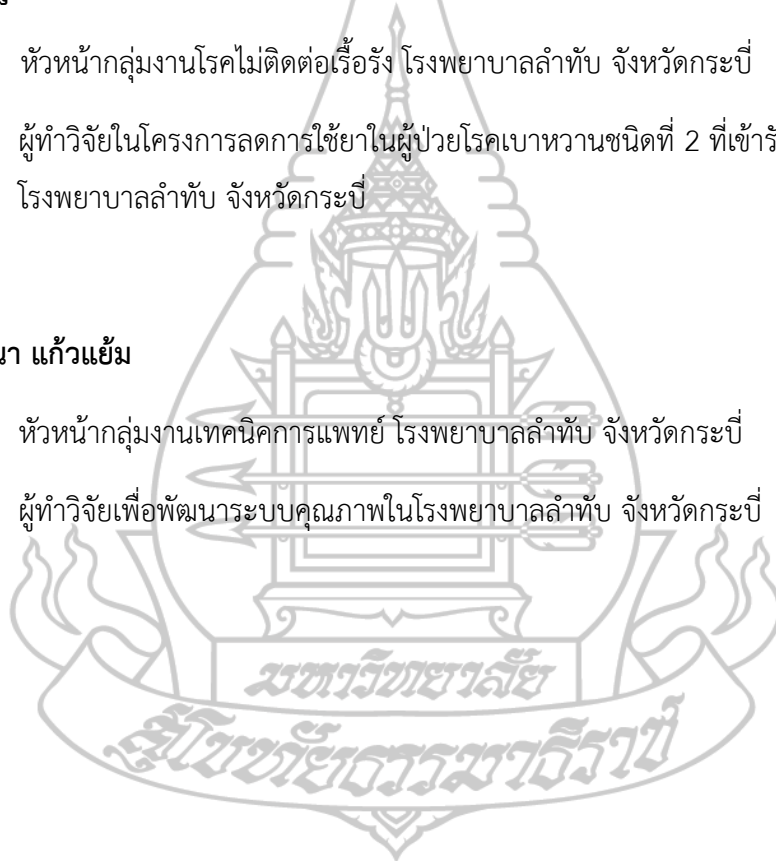 หัวหน้ากลุ่มงานโรคไม่ติดต่อเรื้อรัง โรงพยาบาลลำทับ จังหวัดกระบี่
ผู้ทำวิจัยในโครงการลดการใช้ยาในผู้ป่วยโรคเบาหวานชนิดที่ 2 ที่เข้ารั
โรงพยาบาลลำทับ จังหวัดกระบี่
นา แก้วแย้ม
หัวหน้ากลุ่มงานเทคนิคการแพทย์ โรงพยาบาลลำทับ จังหวัดกระบี่
ผู้ทำวิจัยเพื่อพัฒนาระบบคุณภาพในโรงพยาบาลลำทับ จังหวัดกระบี่
มหาวิทยาลัย
สุโขทัยธรรมาธิราช